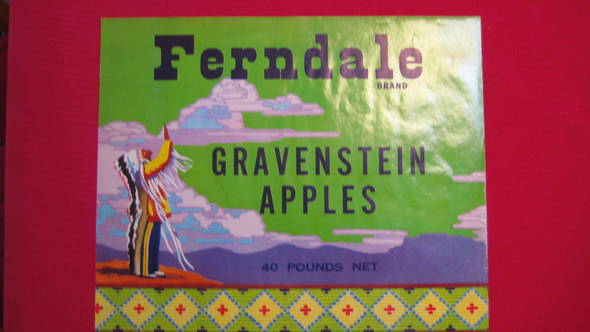 Ferndale
BRAND
GRAVENSTEIN
APPLES
40 POUNDS NET